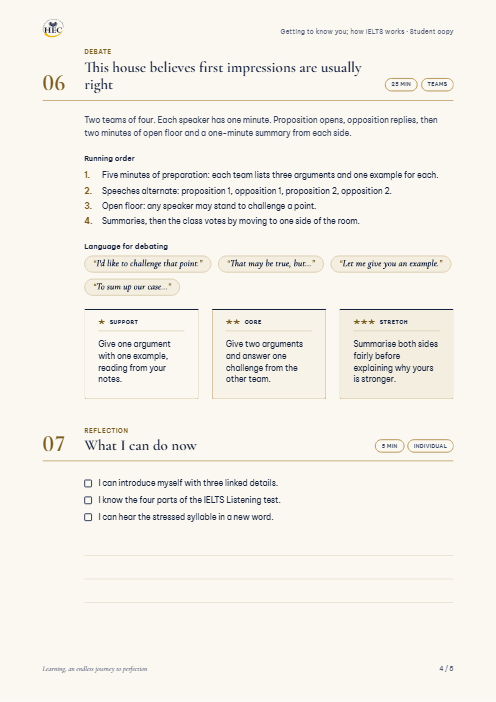 HEC
Getting to know you; how IELTS works · Student copy
DEBATE
06
This house believes first impressions are usually
right
25 MIN
TEAMS
Two teams of four. Each speaker has one minute. Proposition opens, opposition replies, then
two minutes of open floor and a one-minute summary from each side.
Running order
1. Five minutes of preparation: each team lists three arguments and one example for each.
2. Speeches alternate: proposition 1, opposition 1, proposition 2, opposition 2.
3. Open floor: any speaker may stand to challenge a point.
4. Summaries, then the class votes by moving to one side of the room.
Language for debating
“I'd like to challenge that point.” “That may be true, but…” “Let me give you an example.”
“To sum up our case…”
★ SUPPORT
Give one argument
with one example,
reading from your
notes.
★★ CORE
Give two arguments
and answer one
challenge from the
other team.
★★★ STRETCH
Summarise both sides
fairly before
explaining why yours
is stronger.
REFLECTION
07 What I can do now
5 MIN
INDIVIDUAL
I can introduce myself with three linked details.
I know the four parts of the IELTS Listening test.
I can hear the stressed syllable in a new word.
Learning, an endless journey to perfection
4 / 6